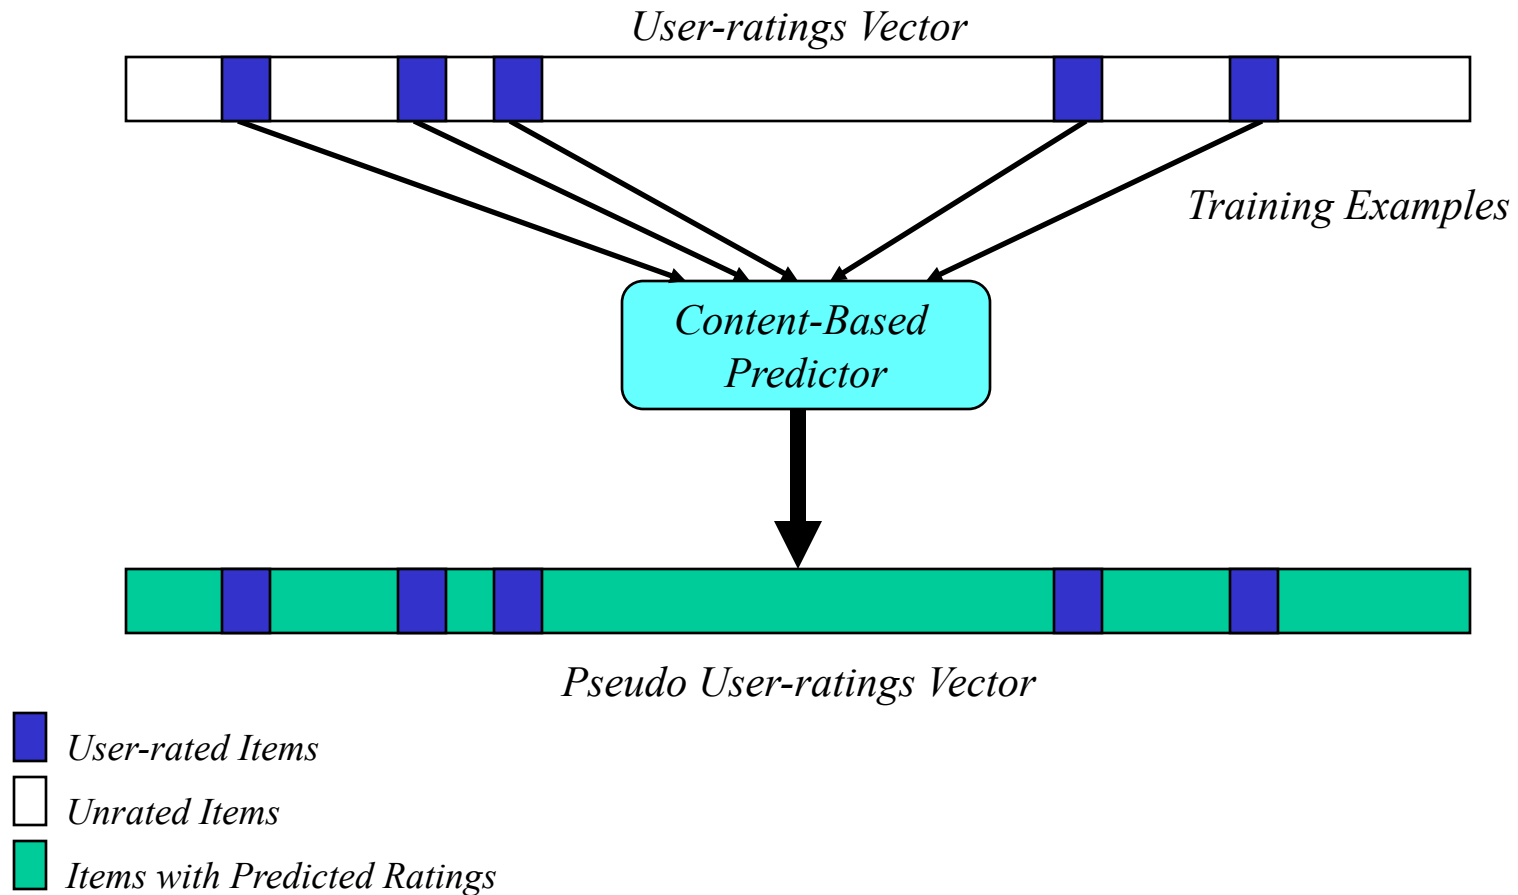 User-ratings Vector
Training Examples
Content-Based
Predictor
Pseudo User-ratings Vector
User-rated Items
Unrated Items
Items with Predicted Ratings